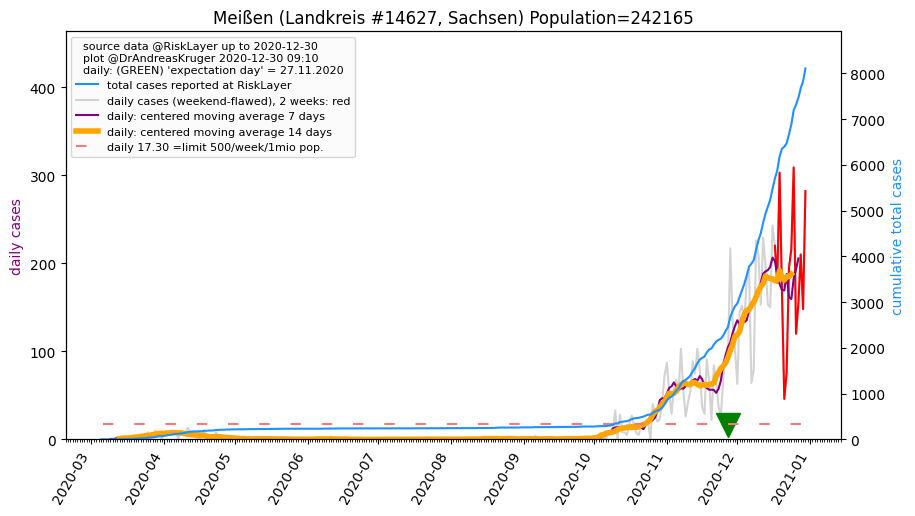 Meißen (Landkreis #14627, Sachsen) Population=242165
source data @RiskLayer up to 2020-12-30
plot @DrAndreasKruger 2020-12-30 09:10
daily: (GREEN) 'expectation day' = 27.11.2020
total cases reported at RiskLayer
daily cases (weekend-flawed), 2 weeks: red
daily: centered moving average 7 days
daily: centered moving average 14 days
daily 17.30 =limit 500/week/1mio pop.
daily cases
400
300
200
100
0
cumulative total cases
8000
7000
6000
5000
4000
3000
2000
1000
0
2020-03
2020-04
2020-05
2020-06
2020-07
2020-08
2020-09
2020-10
2020-11
2020-12
2021-01